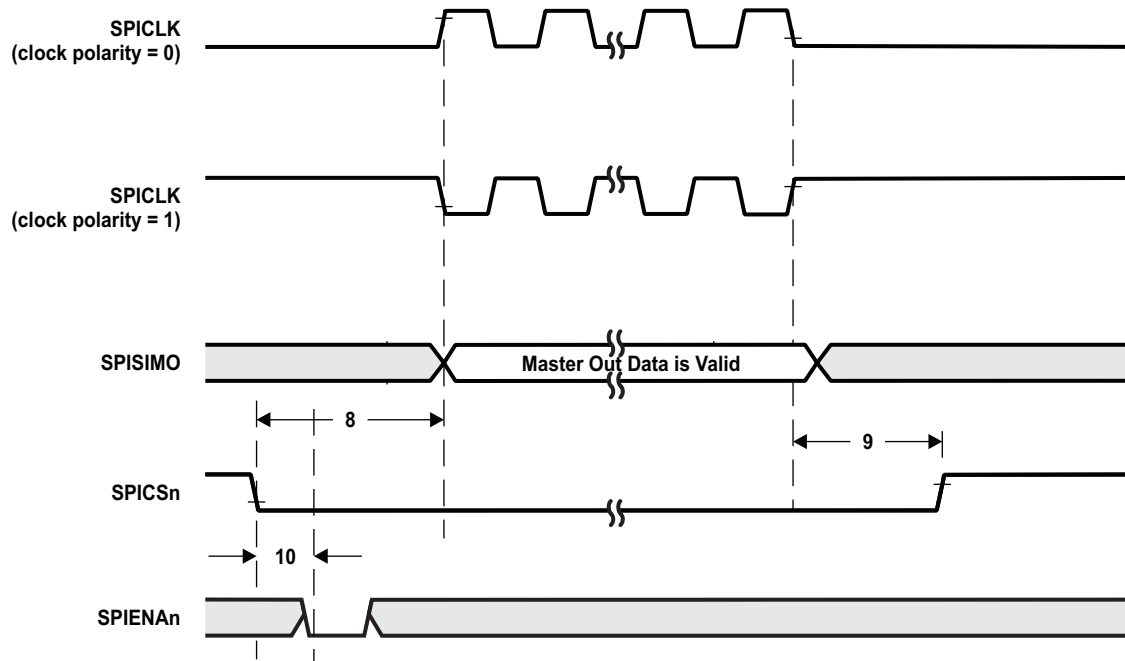 SPICLK
(clock polarity = 0)
SPICLK
(clock polarity = 1)
SPISIMO
Master Out Data is Valid
8
9
SPICSn
10
SPIENAn